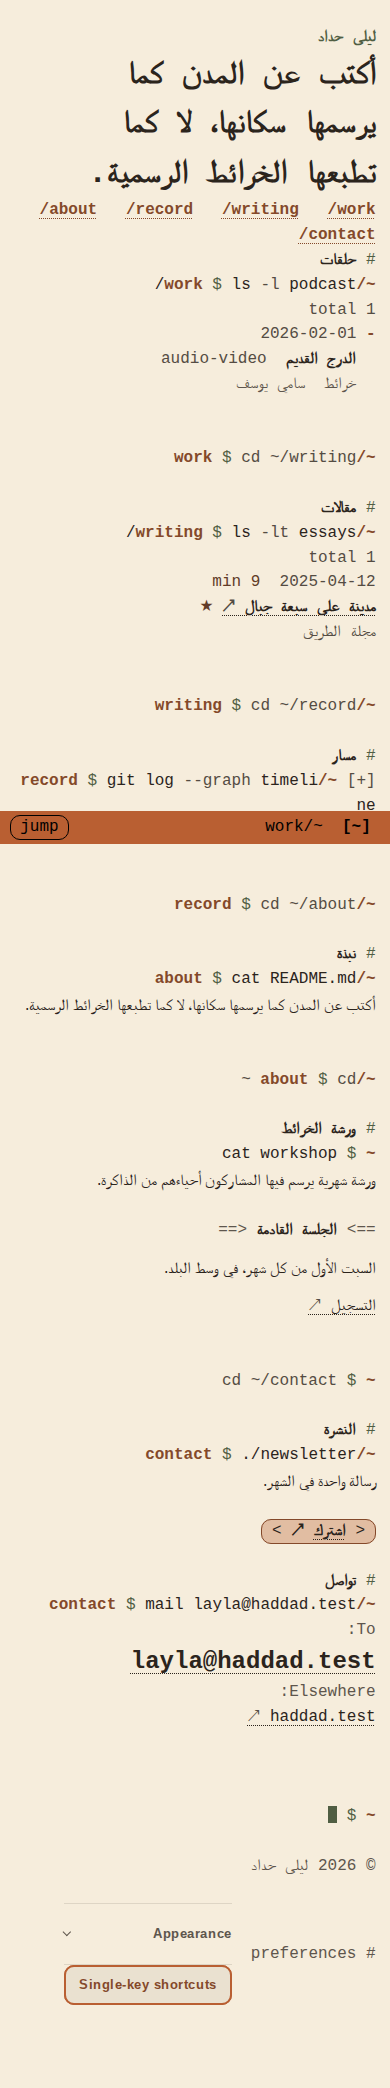 ليلى حداد
أكتب عن المدن كما
يرسمها سكانها، لا كما
تطبعها الخرائط الرسمية.
/work /writing /record /about
/contact
# حلقات
~/work $ ls -l podcast/
total 1
- 2026-02-01
الدرج القديم audio-video
خرائط سامي يوسف
~/work $ cd ~/writing
# مقالات
~/writing $ ls -lt essays/
total 1
2025-04-12 9 min
مدينة على سبعة جبال ↗ ★
مجلة الطريق
~/writing $ cd ~/record
# مسار
[+] ~/record $ git log --graph timeli
ne
[~] ~/work jump
~/record $ cd ~/about
# نبذة
~/about $ cat README.md
أكتب عن المدن كما يرسمها سكانها، لا كما تطبعها الخرائط الرسمية.
~/about $ cd ~
# ورشة الخرائط
~ $ cat workshop
ورشة شهرية يرسم فيها المشاركون أحياءهم من الذاكرة.
==> الجلسة القادمة <==
السبت الأول من كل شهر، في وسط البلد.
التسجيل ↗
~ $ cd ~/contact
# النشرة
~/contact $ ./newsletter
رسالة واحدة في الشهر.
< اشترك ↗ >
# تواصل
~/contact $ mail layla@haddad.test
To:
layla@haddad.test
Elsewhere:
haddad.test ↗
~ $
© 2026 ليلى حداد
# preferences
Appearance
Single-key shortcuts